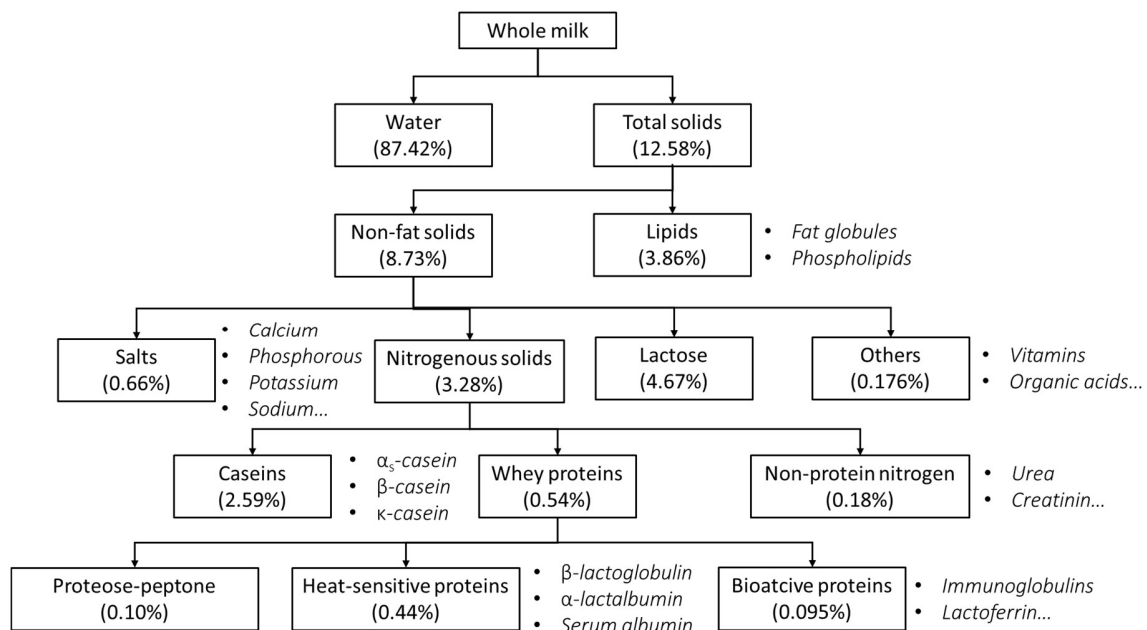 Whole milk
Water
(87.42%)
Total solids
(12.58%)
Non-fat solids
(8.73%)
Lipids
(3.86%)
• Fat globules
• Phospholipids
Salts
(0.66%)
• Calcium
• Phosphorous
• Potassium
• Sodium...
Nitrogenous solids
(3.28%)
Lactose
(4.67%)
Others
(0.176%)
• Vitamins
• Organic acids...
Caseins
(2.59%)
• αs-casein
• β-casein
• κ-casein
Whey proteins
(0.54%)
Non-protein nitrogen
(0.18%)
• Urea
• Creatinin...
Proteose-peptone
(0.10%)
Heat-sensitive proteins
(0.44%)
• β-lactoglobulin
• α-lactalbumin
• Serum albumin
Bioatcive proteins
(0.095%)
• Immunoglobulins
• Lactoferrin...